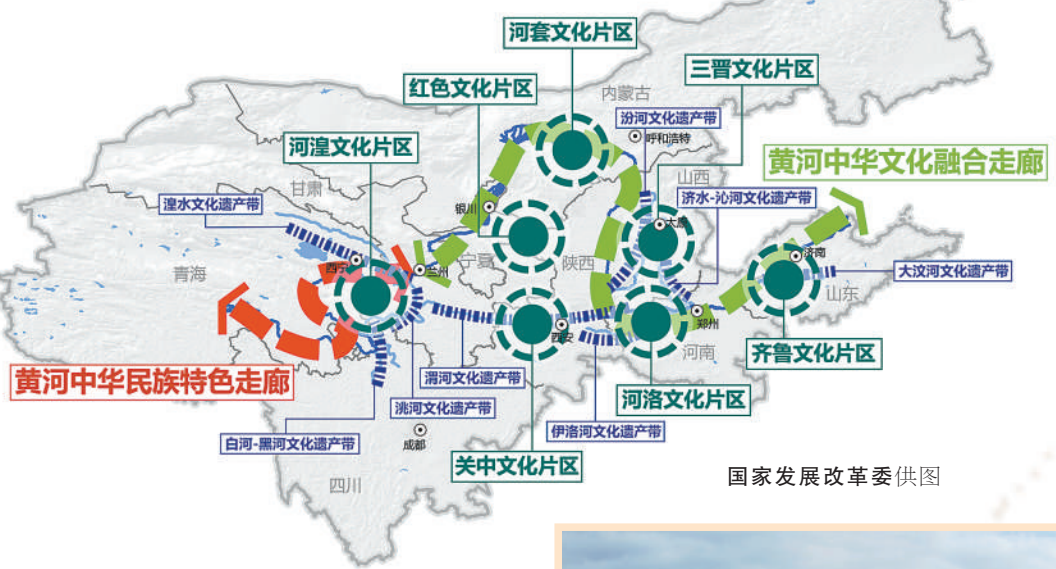 河套文化片区
三晋文化片区
红色文化片区
内蒙古
汾河文化遗产带
呼和浩特
河湟文化片区
黄河中华文化融合走廊
山西
甘肃
济水-沁河文化遗产带
湟水文化遗产带
银川
太原
西宁
兰州
宁夏
陕西
济南
青海
大汶河文化遗产带
山东
郑州
西安
河南
齐鲁文化片区
黄河中华民族特色走廊
渭河文化遗产带
河洛文化片区
洮河文化遗产带
白河-黑河文化遗产带
成都
伊洛河文化遗产带
关中文化片区
四川
国家发展改革委供图